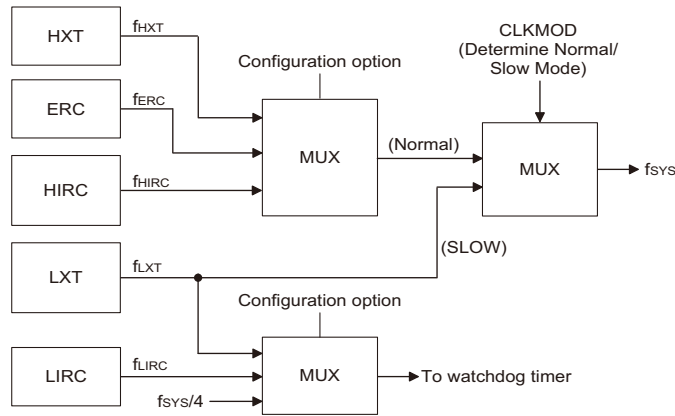 HXT
fHXT
ERC
fERC
HIRC
fHIRC
LXT
fLXT
LIRC
fLIRC
fSYS/4
Configuration option
MUX
(Normal)
(SLOW)
CLKMOD
(Determine Normal/
Slow Mode)
MUX
fSYS
Configuration option
MUX
To watchdog timer